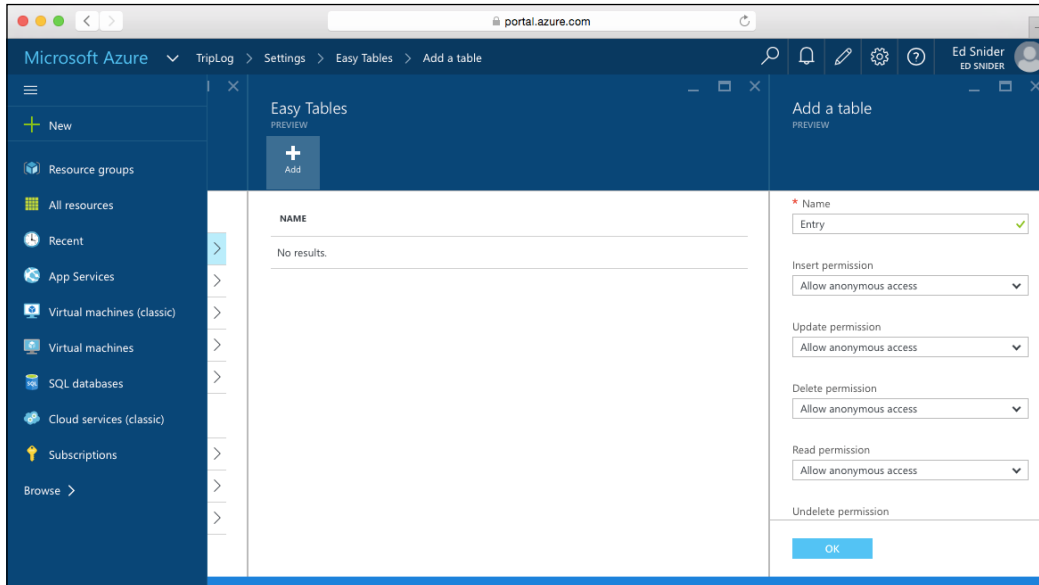 portal.azure.com
Microsoft Azure TripLog > Settings > Easy Tables > Add a table
Ed Snider
ED SNIDER
New
Resource groups
All resources
Recent
App Services
Virtual machines (classic)
Virtual machines
SQL databases
Cloud services (classic)
Subscriptions
Browse >
Easy Tables
PREVIEW
Add
NAME
No results.
Add a table
PREVIEW
* Name
Entry
Insert permission
Allow anonymous access
Update permission
Allow anonymous access
Delete permission
Allow anonymous access
Read permission
Allow anonymous access
Undelete permission
OK